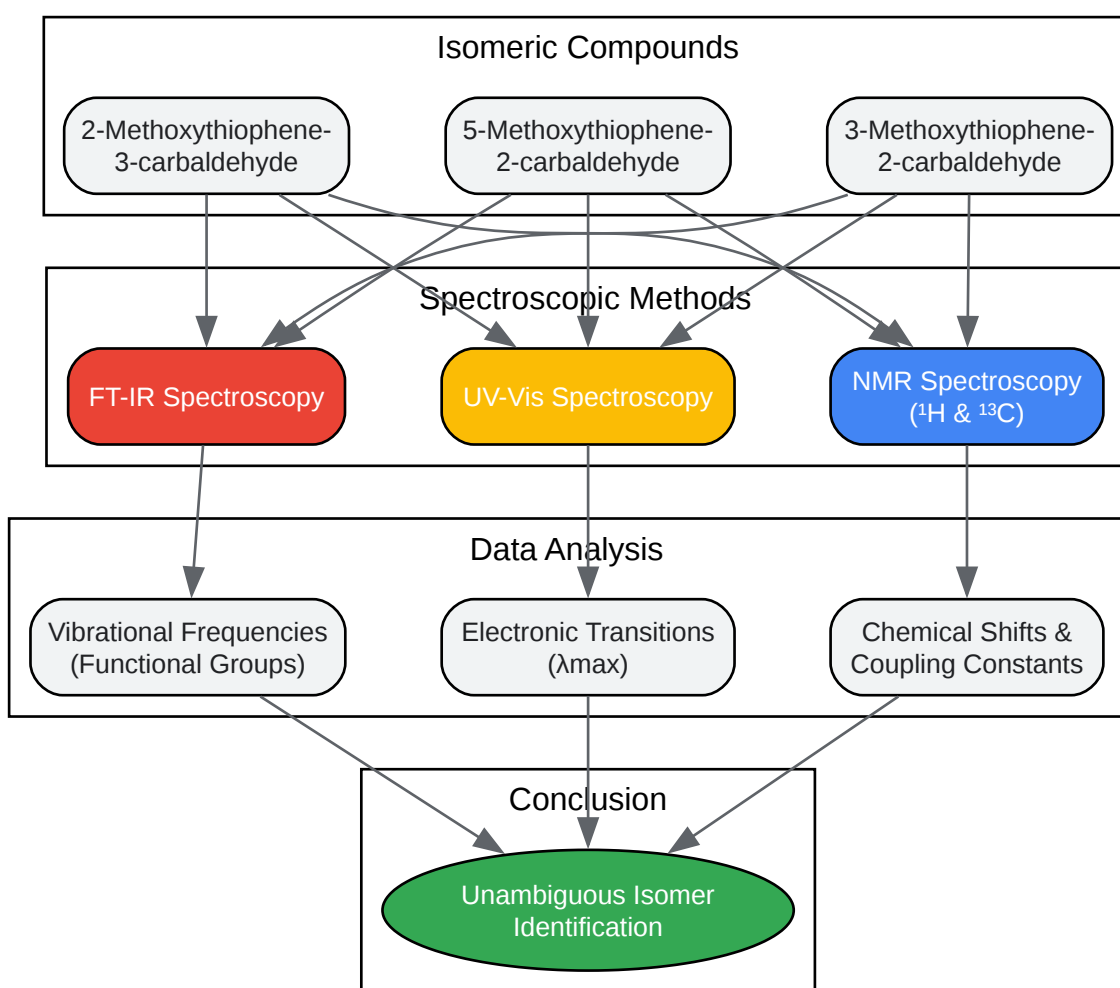 Isomeric Compounds
2-Methoxythiophene-
3-carbaldehyde
5-Methoxythiophene-
2-carbaldehyde
3-Methoxythiophene-
2-carbaldehyde
Spectroscopic Methods
FT-IR Spectroscopy
UV-Vis Spectroscopy
NMR Spectroscopy
(¹H & ¹³C)
Data Analysis
Vibrational Frequencies
(Functional Groups)
Electronic Transitions
(λmax)
Chemical Shifts &
Coupling Constants
Conclusion
Unambiguous Isomer
Identification